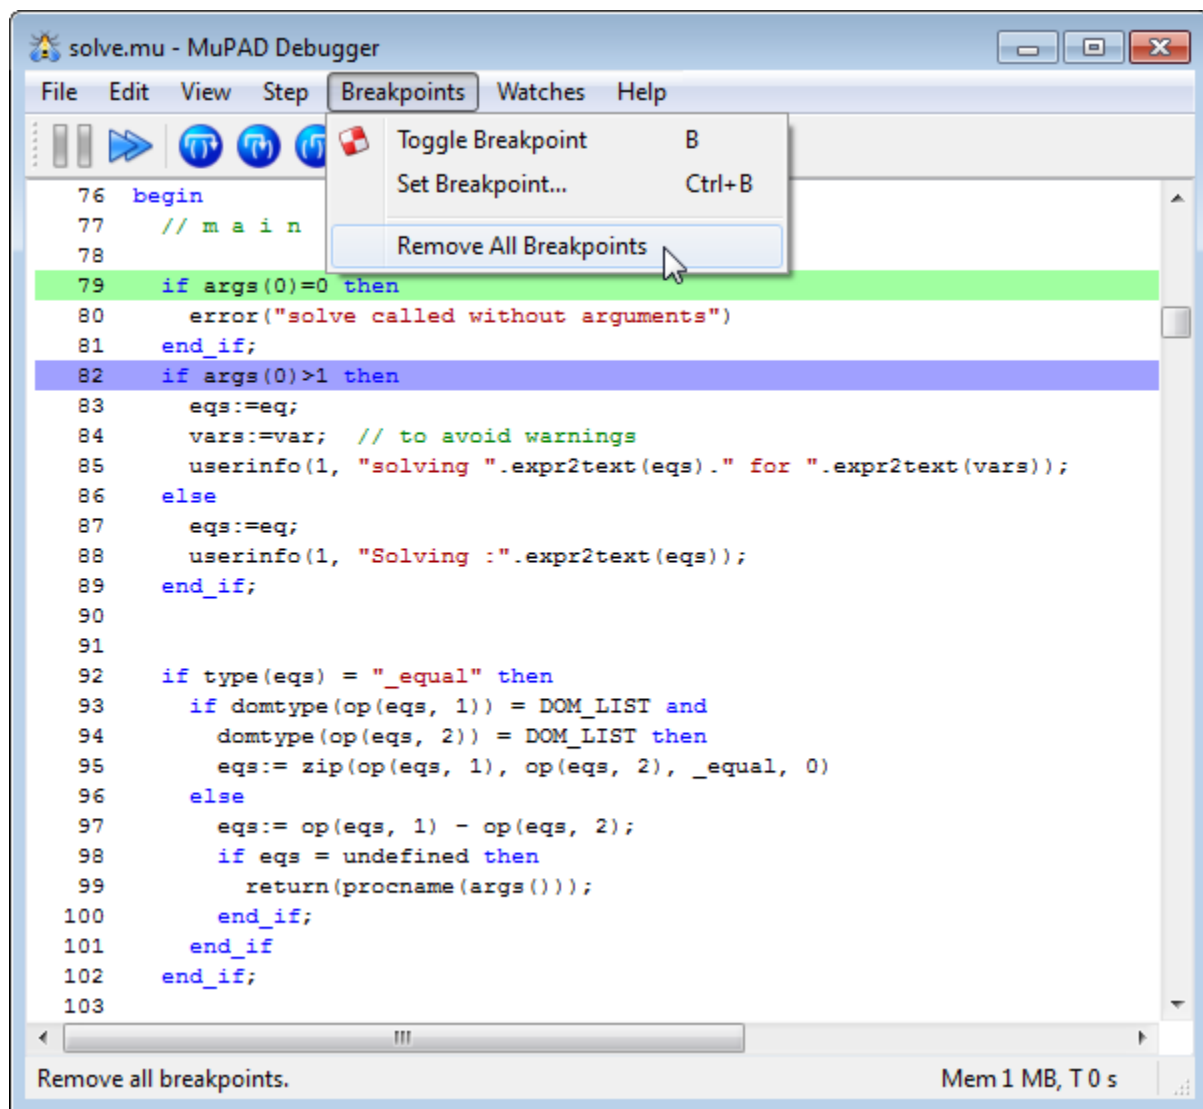 solve.mu - MuPAD Debugger
File Edit View Step Breakpoints Watches Help
Toggle Breakpoint B
Set Breakpoint... Ctrl+B
Remove All Breakpoints
76 begin
77 // m a i n
78
79 if args(0)=0 then
80 error("solve called without arguments")
81 end_if;
82 if args(0)>1 then
83 eqs:=eq;
84 vars:=var; // to avoid warnings
85 userinfo(1, "solving ".expr2text(eqs)." for ".expr2text(vars));
86 else
87 eqs:=eq;
88 userinfo(1, "Solving :".expr2text(eqs));
89 end_if;
90
91
92 if type(eqs) = "_equal" then
93 if domtype(op(eqs, 1)) = DOM_LIST and
94 domtype(op(eqs, 2)) = DOM_LIST then
95 eqs:= zip(op(eqs, 1), op(eqs, 2), _equal, 0)
96 else
97 eqs:= op(eqs, 1) - op(eqs, 2);
98 if eqs = undefined then
99 return(procname(args()));
100 end_if;
101 end_if
102 end_if;
103
Remove all breakpoints. Mem 1 MB, T 0 s